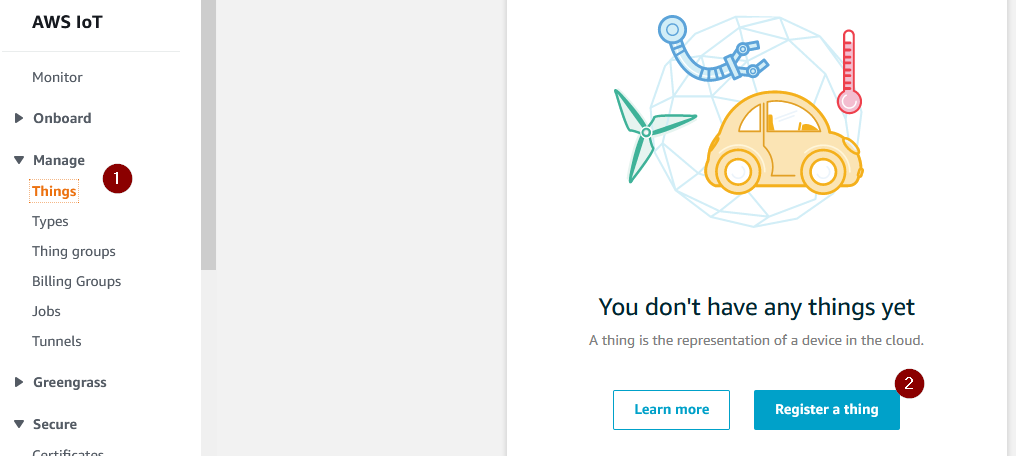 AWS IoT
Monitor
Onboard
Manage
1
Things
Types
Thing groups
Billing Groups
Jobs
Tunnels
Greengrass
Secure
Certificates
You don't have any things yet
A thing is the representation of a device in the cloud.
2
Learn more
Register a thing